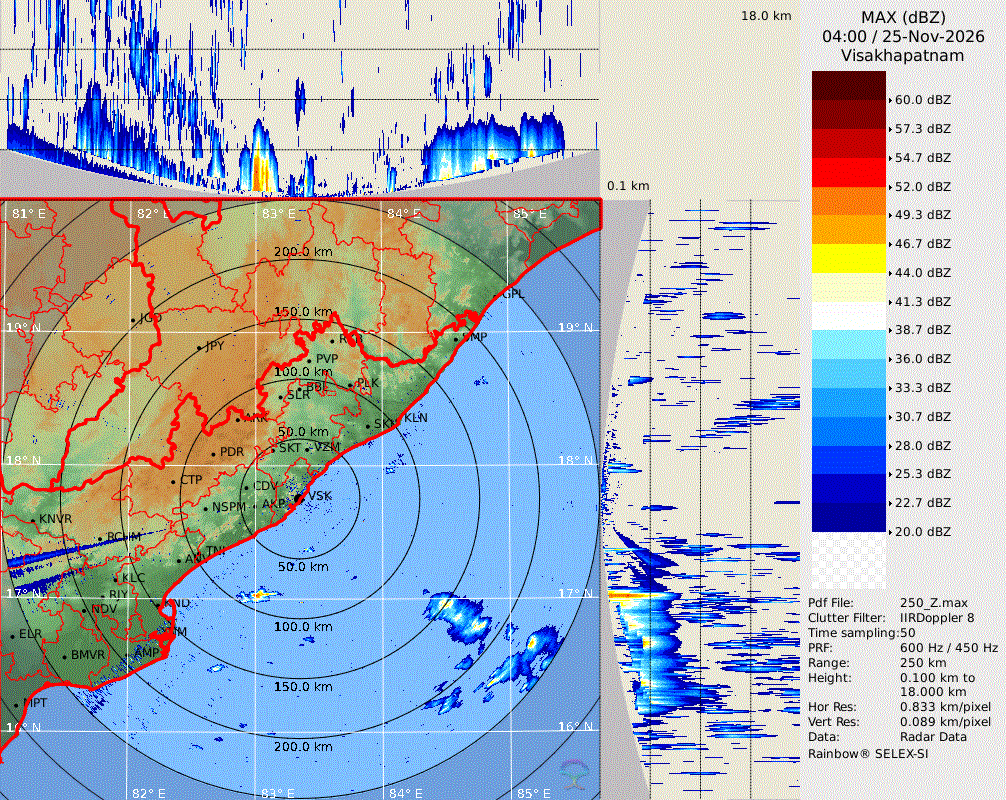 18.0 km
MAX (dBZ)
04:00 / 25-Nov-2026
Visakhapatnam
60.0 dBZ
57.3 dBZ
54.7 dBZ
52.0 dBZ
49.3 dBZ
46.7 dBZ
44.0 dBZ
41.3 dBZ
38.7 dBZ
36.0 dBZ
33.3 dBZ
30.7 dBZ
28.0 dBZ
25.3 dBZ
22.7 dBZ
20.0 dBZ
0.1 km
81° E 82° E 83° E 84° E 85° E
200.0 km
GPL
150.0 km
JGD
19° N 19° N
JPY
SMP
PVP
100.0 km
BBL PLK
SLR
ARK SKL KLN
50.0 km
PDR SKT VZM
18° N 18° N
CTP CDV
VSK
NSPM AKP
KNVR
RCHM
TNI
ANV
50.0 km
KLC
RJY
17° N 17° N
NDV KND
100.0 km
ELR
BMVR AMP
150.0 km
16° N 16° N
200.0 km
82° E 83° E 84° E 85° E
Pdf File: 250_Z.max
Clutter Filter: IIRDoppler 8
Time sampling:50
PRF: 600 Hz / 450 Hz
Range: 250 km
Height: 0.100 km to
18.000 km
Hor Res: 0.833 km/pixel
Vert Res: 0.089 km/pixel
Data: Radar Data
Rainbow® SELEX-SI